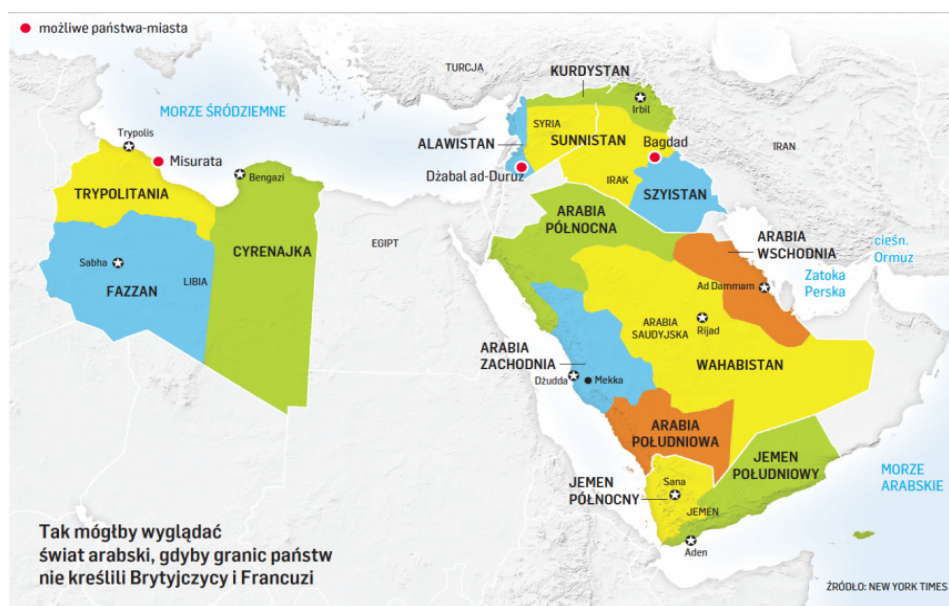 możliwe państwa-miasta
TURCJA
KURDYSTAN
MORZE ŚRÓDZIEMNE
Irbil
SYRIA
Trypolis
ALAWISTAN
SUNNISTAN
Bagdad
IRAN
Misurata
Dżabal ad-Duruz
Bengazi
IRAK
TRYPOLITANIA
SZYISTAN
ARABIA
PÓŁNOCNA
ARABIA
WSCHODNIA
cieśn.
Ormuz
EGIPT
CYRENAJKA
Sabha
LIBIA
FAZZAN
Zatoka
Perska
Ad Dammam
ARABIA
SAUDYJSKA
Rijad
ARABIA
ZACHODNIA
WAHABISTAN
Dżudda
Mekka
ARABIA
POŁUDNIOWA
JEMEN
POŁUDNIOWY
MORZE
ARABSKIE
JEMEN
PÓŁNOCNY
Sana
JEMEN
Aden
Tak mógłby wyglądać
świat arabski, gdyby granic państw
nie kreślili Brytyjczycy i Francuzi
ŹRÓDŁO: NEW YORK TIMES